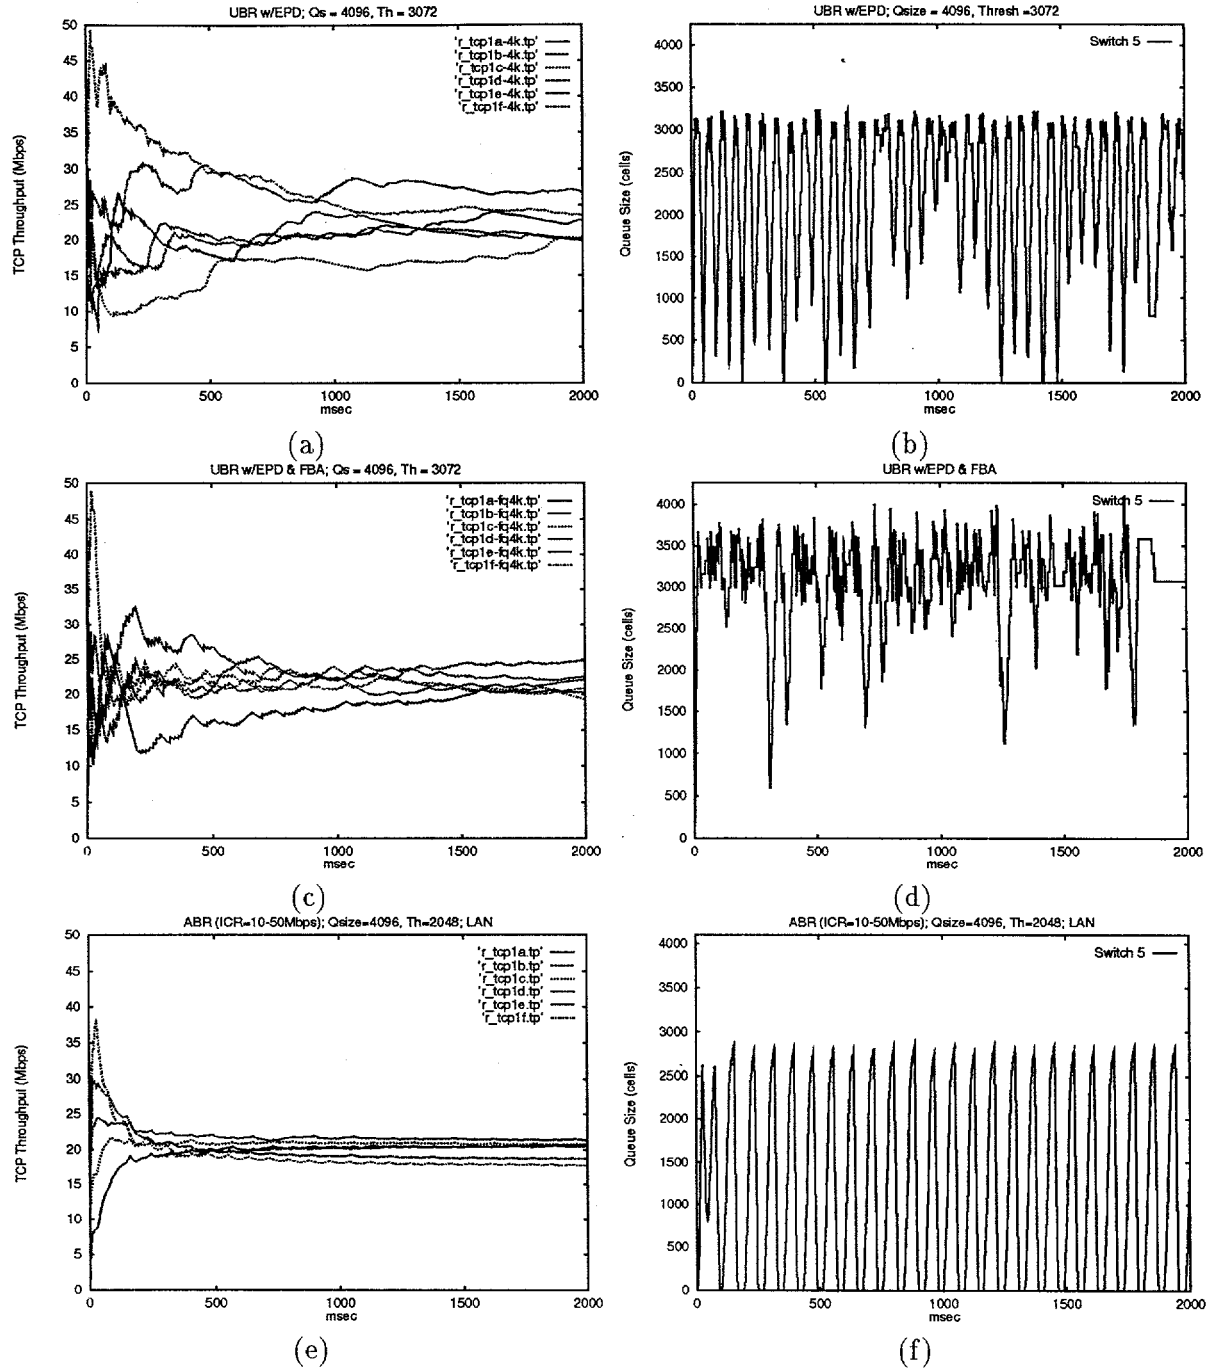 UBR w/EPD; Qs = 4096, Th = 3072
'r_tcp1a-4k.tp'
'r_tcp1b-4k.tp'
'r_tcp1c-4k.tp'
'r_tcp1d-4k.tp'
'r_tcp1e-4k.tp'
'r_tcp1f-4k.tp'
TCP Throughput (Mbps)
50
45
40
35
30
25
20
15
10
5
0
0 500 1000 1500 2000
msec
(a)
UBR w/EPD; Qsize = 4096, Thresh =3072
Switch 5
Queue Size (cells)
4000
3500
3000
2500
2000
1500
1000
500
0
0 500 1000 1500 2000
msec
(b)
UBR w/EPD & FBA; Qs = 4096, Th = 3072
'r_tcp1a-fq4k.tp'
'r_tcp1b-fq4k.tp'
'r_tcp1c-fq4k.tp'
'r_tcp1d-fq4k.tp'
'r_tcp1e-fq4k.tp'
'r_tcp1f-fq4k.tp'
TCP Throughput (Mbps)
50
45
40
35
30
25
20
15
10
5
0
0 500 1000 1500 2000
msec
(c)
UBR w/EPD & FBA
Switch 5
Queue Size (cells)
4000
3500
3000
2500
2000
1500
1000
500
0
0 500 1000 1500 2000
msec
(d)
ABR (ICR=10-50Mbps); Qsize=4096, Th=2048; LAN
'r_tcp1a.tp'
'r_tcp1b.tp'
'r_tcp1c.tp'
'r_tcp1d.tp'
'r_tcp1e.tp'
'r_tcp1f.tp'
TCP Throughput (Mbps)
50
45
40
35
30
25
20
15
10
5
0
0 500 1000 1500 2000
msec
(e)
ABR (ICR=10-50Mbps); Qsize=4096, Th=2048; LAN
Switch 5
Queue Size (cells)
4000
3500
3000
2500
2000
1500
1000
500
0
0 500 1000 1500 2000
msec
(f)